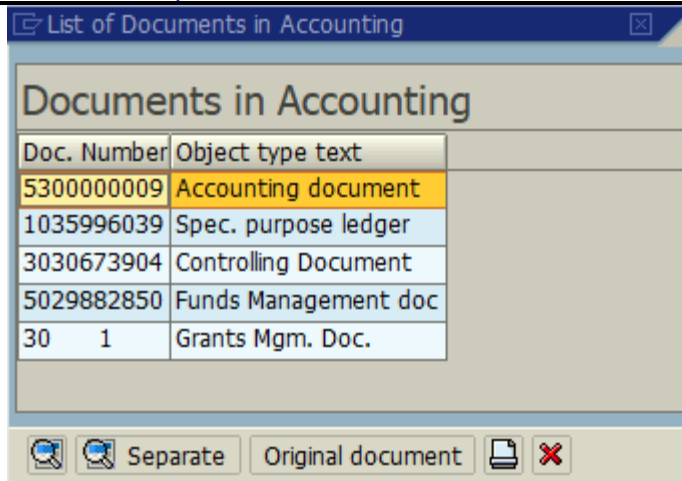 List of Documents in Accounting
Documents in Accounting
Doc. Number Object type text
5300000009 Accounting document
1035996039 Spec. purpose ledger
3030673904 Controlling Document
5029882850 Funds Management doc
30 1 Grants Mgm. Doc.
Separate Original document